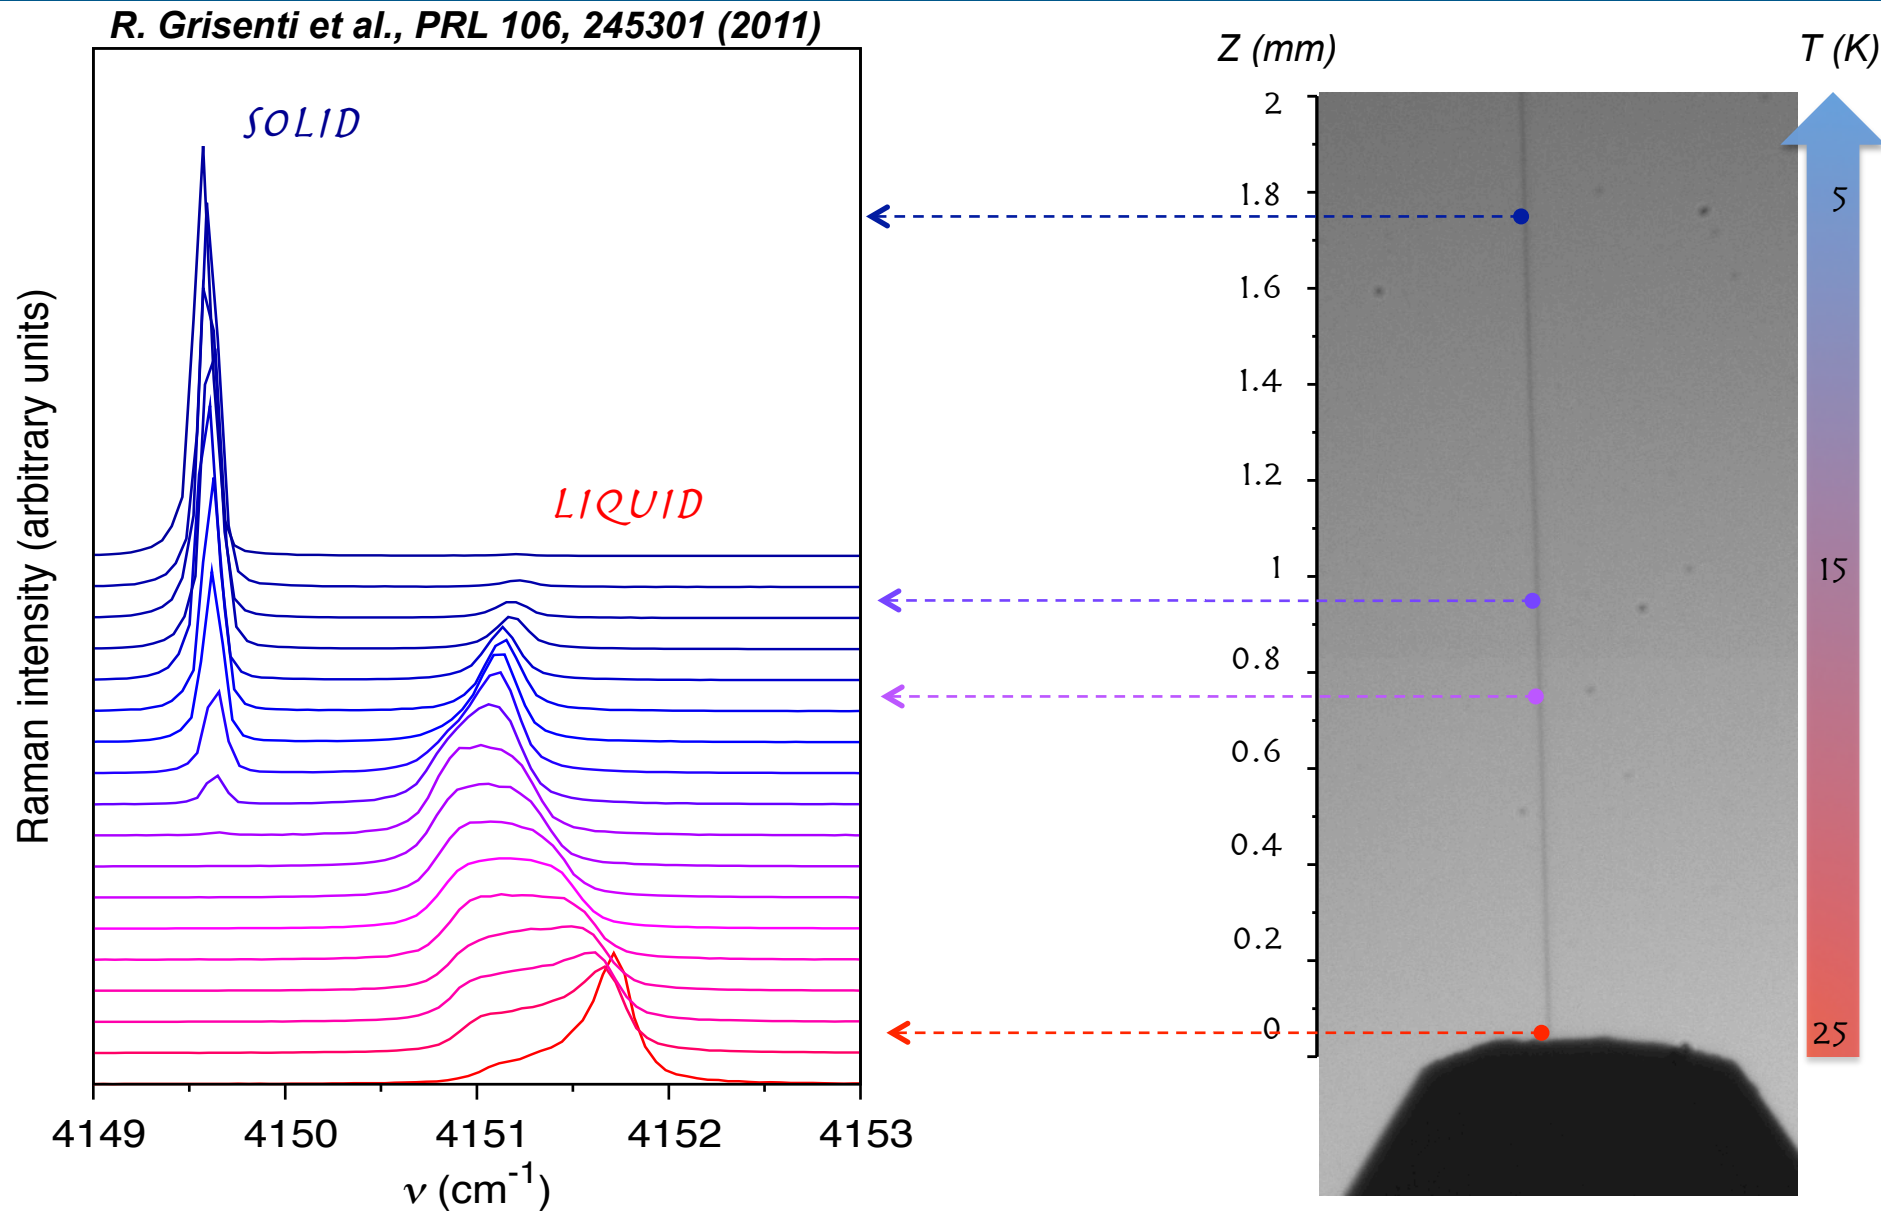 R. Grisenti et al., PRL 106, 245301 (2011)
Z (mm)
T (K)
SOLID
LIQUID
Raman intensity (arbitrary units)
4149
4150
4151
4152
4153
ν (cm-1)
2
1.8
1.6
1.4
1.2
1
0.8
0.6
0.4
0.2
0
5
15
25